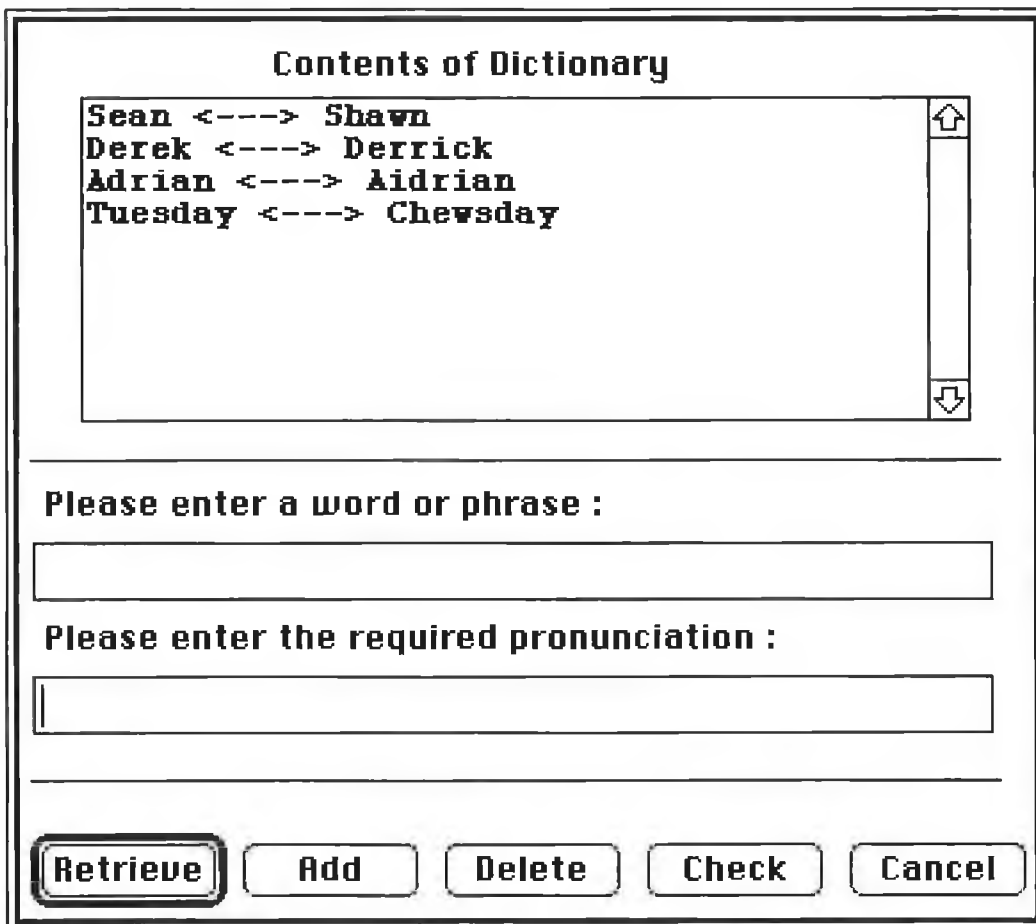 Contents of Dictionary
Sean <---> Shawn
Derek <---> Derrick
Adrian <---> Aidrian
Tuesday <---> Chewsday
Please enter a word or phrase :
Please enter the required pronunciation :
Retrieve Add Delete Check Cancel